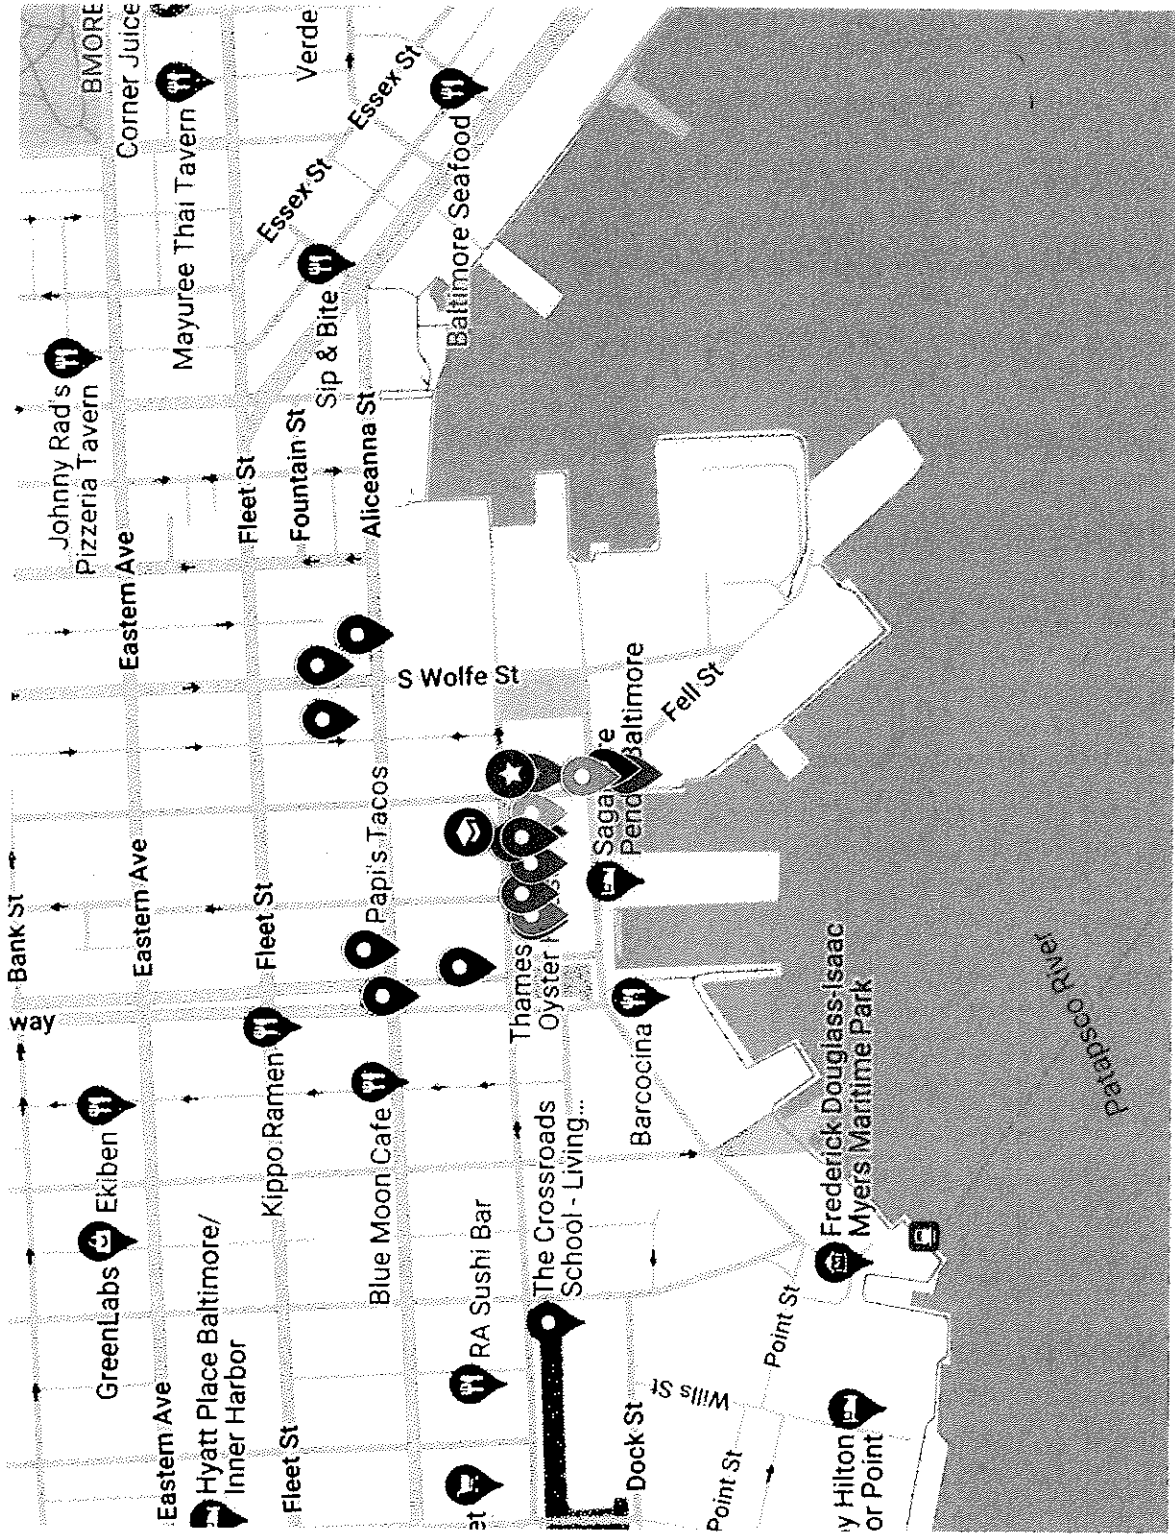 BMORE
Corner Juice
Verde
Essex St
Mayuree Thai Tavern
Essex St
Baltimore Seafood
Sip & Bite
Johnny Rad's
Pizzeria Tavern
Fleet St
Fountain St
Aliceanna St
Eastern Ave
S Wolfe St
Fell St
Baltimore
Papi's Tacos
Saga
re
Pend
Bank St
Eastern Ave
Fleet St
way
Thames
Oyster
Barcocina
Patapsco River
Ekiben
Kippo Ramen
Blue Moon Cafe
The Crossroads
School - Living...
Frederick Douglass-Isaac
Myers Maritime Park
GreenLabs
RA Sushi Bar
Point St
Hyatt Place Baltimore/
Inner Harbor
Eastern Ave
Fleet St
Wills St
Dock St
Point St
y Hilton
or Point
et